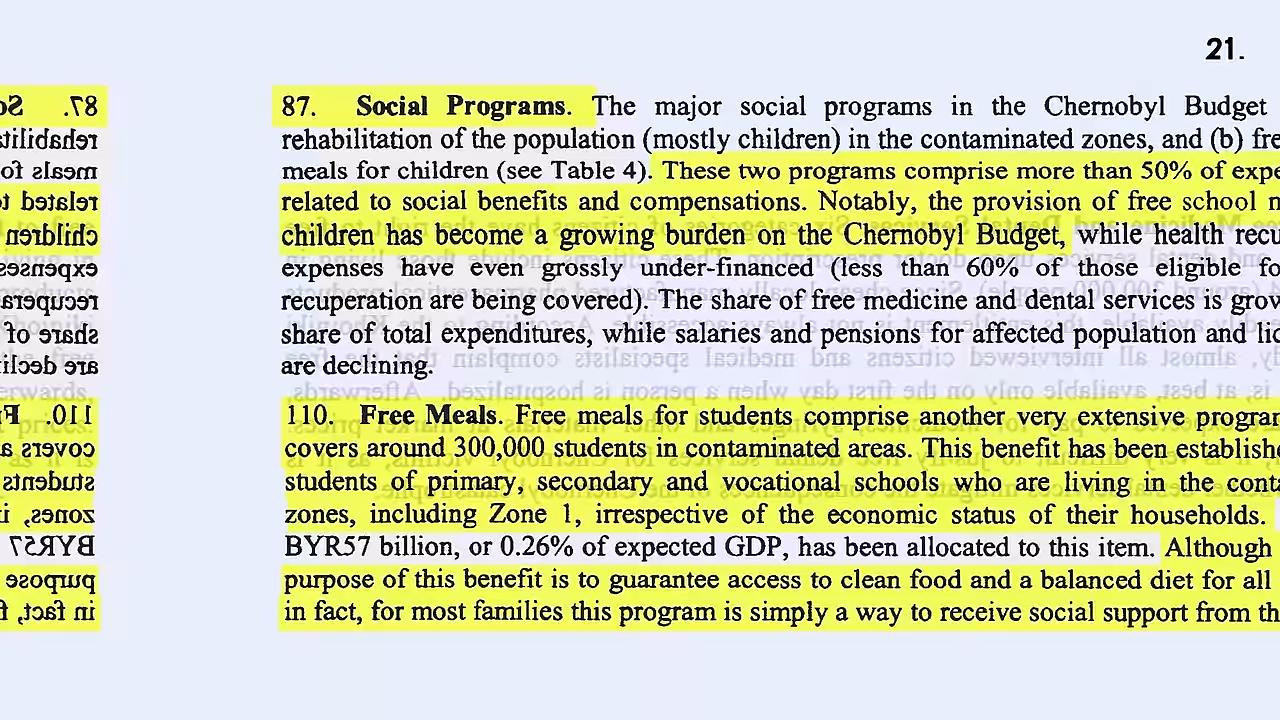 21.
87. Social Programs. The major social programs in the Chernobyl Budget
rehabilitation of the population (mostly children) in the contaminated zones, and (b) fre
meals for children (see Table 4). These two programs comprise more than 50% of expe
related to social benefits and compensations. Notably, the provision of free school m
children has become a growing burden on the Chernobyl Budget, while health recu
expenses have even grossly under-financed (less than 60% of those eligible fo
recuperation are being covered). The share of free medicine and dental services is grov
share of total expenditures, while salaries and pensions for affected population and lic
are declining.
110. Free Meals. Free meals for students comprise another very extensive program
covers around 300,000 students in contaminated areas. This benefit has been establishe
students of primary, secondary and vocational schools who are living in the conta
zones, including Zone 1, irrespective of the economic status of their households.
BYR57 billion, or 0.26% of expected GDP, has been allocated to this item. Although
purpose of this benefit is to guarantee access to clean food and a balanced diet for all
in fact, for most families this program is simply a way to receive social support from th